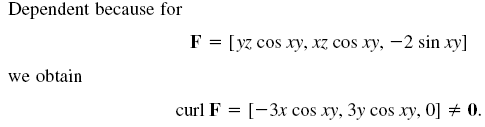 Dependent because for
F = [yz cos xy, xz cos xy, −2 sin xy]
we obtain
curl F = [−3x cos xy, 3y cos xy, 0] ≠ 0.